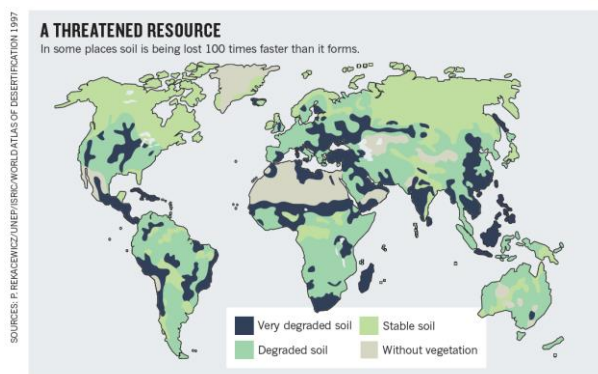 A THREATENED RESOURCE
In some places soil is being lost 100 times faster than it forms.
SOURCES: P. REKACEWICZ/UNEP/ISRIC/WORLD ATLAS OF DESERTIFICATION 1997
Very degraded soil
Stable soil
Degraded soil
Without vegetation